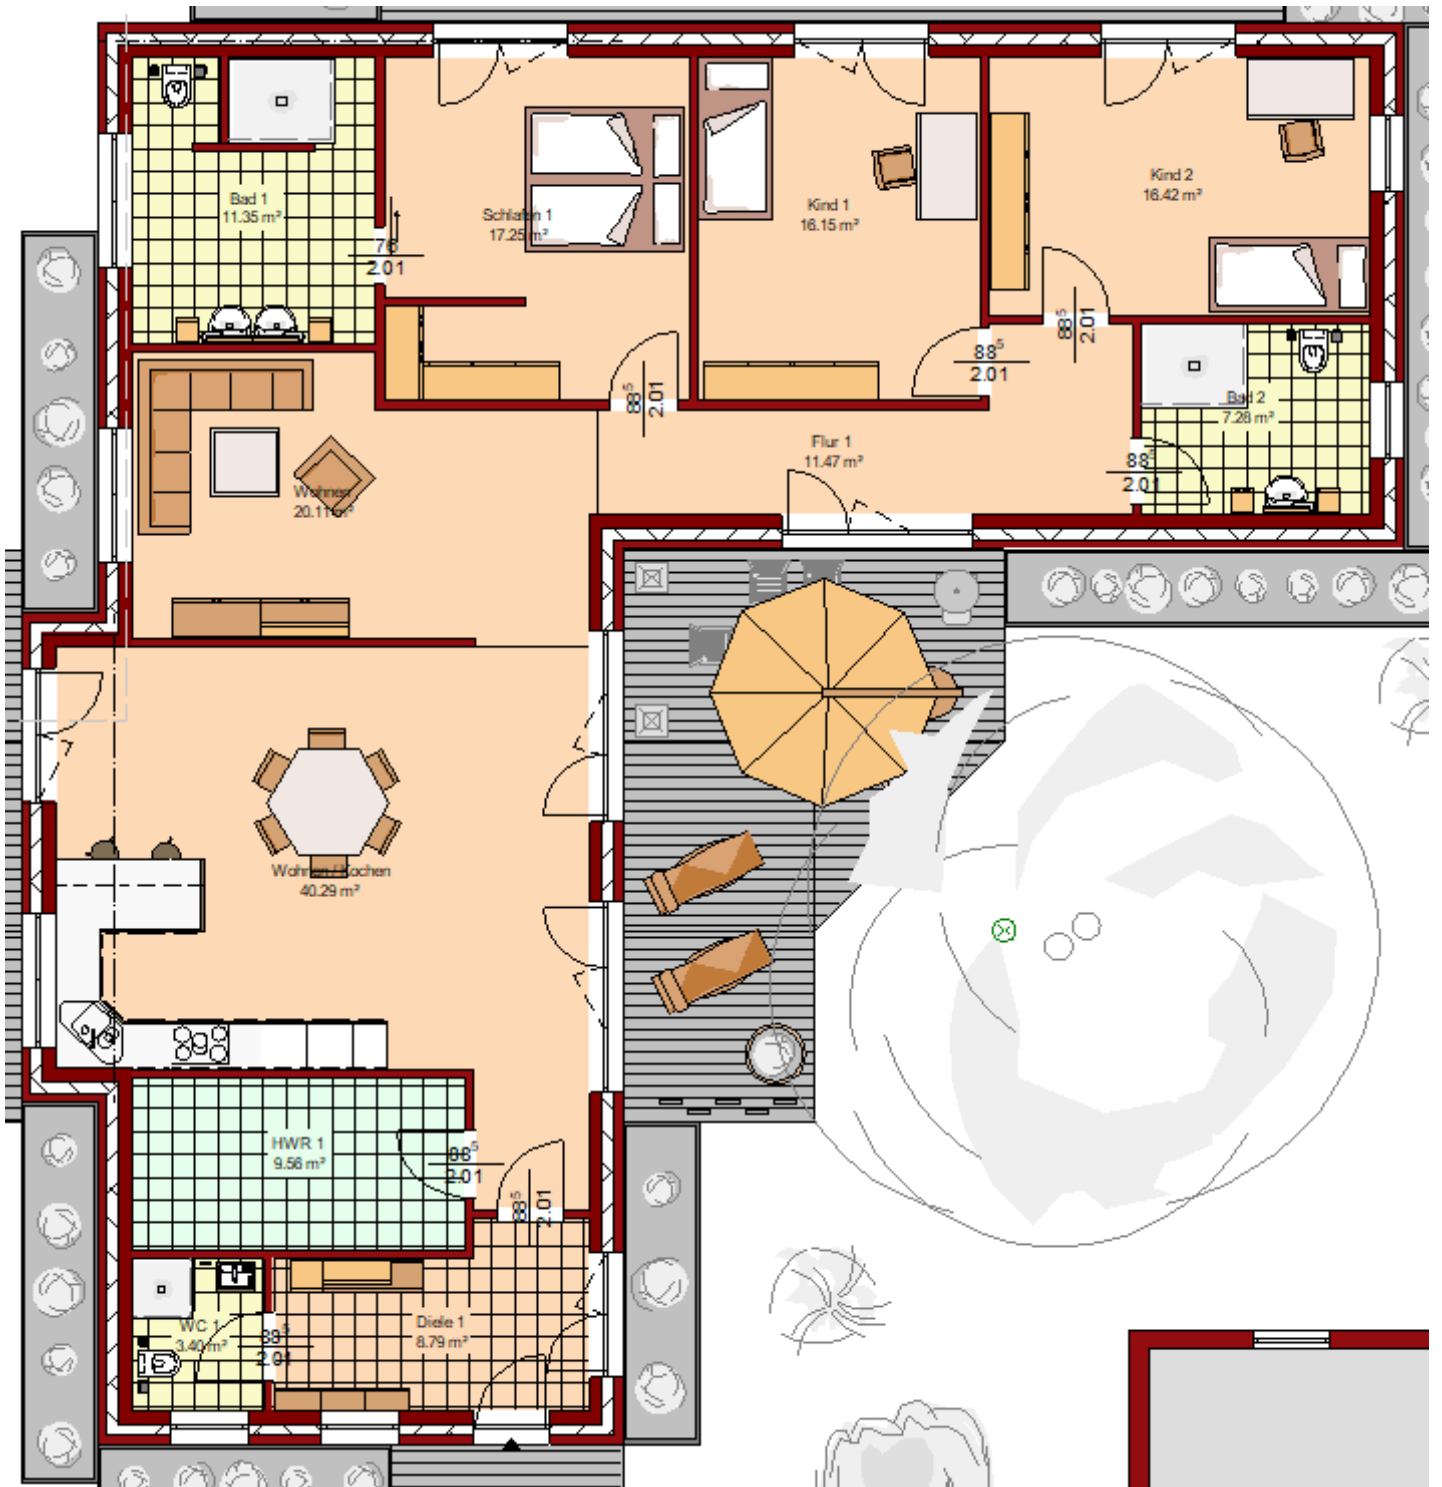 Bad 1
11.35 m²
Schlafen 1
17.25 m²
Kind 1
16.15 m²
Kind 2
16.42 m²
76
2.01
88⁵
2.01
88⁵
2.01
88⁵
2.01
Bad 2
7.28 m²
Flur 1
11.47 m²
88⁵
2.01
Wohnen
20.11 m²
Wohnen / Kochen
40.29 m²
HWR 1
9.56 m²
88⁵
2.01
88⁵
2.01
WC 1
3.40 m²
88⁵
2.01
Diele 1
8.79 m²